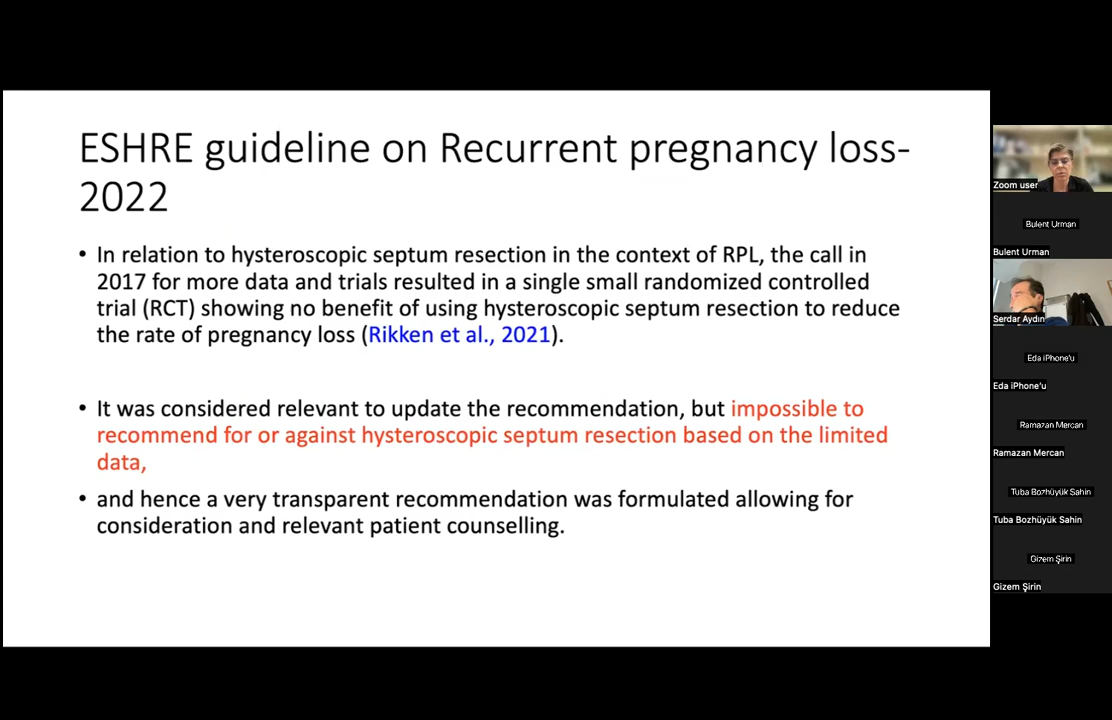 ESHRE guideline on Recurrent pregnancy loss-
2022
• In relation to hysteroscopic septum resection in the context of RPL, the call in
2017 for more data and trials resulted in a single small randomized controlled
trial (RCT) showing no benefit of using hysteroscopic septum resection to reduce
the rate of pregnancy loss (Rikken et al., 2021).
• It was considered relevant to update the recommendation, but impossible to
recommend for or against hysteroscopic septum resection based on the limited
data,
• and hence a very transparent recommendation was formulated allowing for
consideration and relevant patient counselling.
Zoom user
Bulent Urman
Bulent Urman
Serdar Aydın
Eda iPhone'u
Eda iPhone'u
Ramazan Mercan
Ramazan Mercan
Tuba Bozhüyük Sahin
Tuba Bozhüyük Sahin
Gizem Şirin
Gizem Şirin